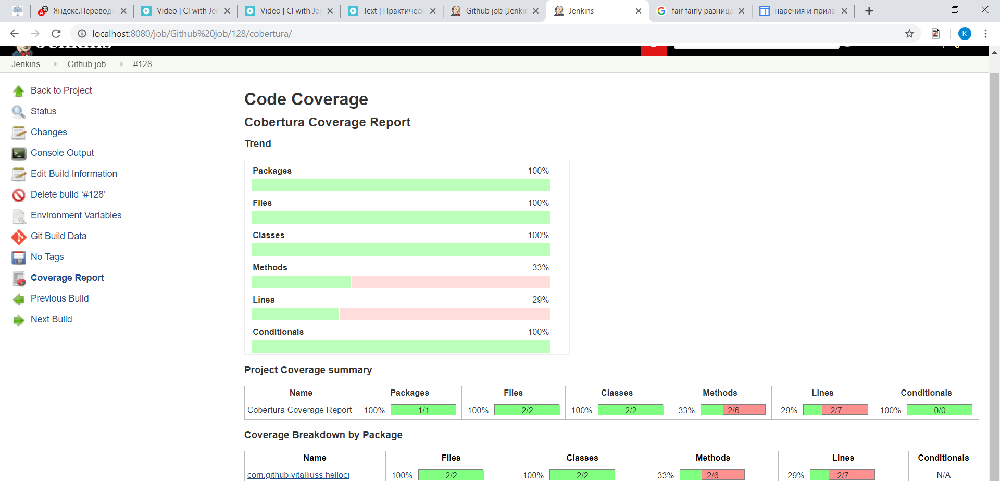 Яндекс.Переводч
Video | CI with Jen
Video | CI with Jen
Text | Практическ
Github job [Jenkin
Jenkins
fair fairly разница
наречия и прила
localhost:8080/job/Github%20job/128/cobertura/
K
Jenkins
Jenkins
Github job
#128
Back to Project
Status
Changes
Console Output
Edit Build Information
Delete build ‘#128’
Environment Variables
Git Build Data
No Tags
Coverage Report
Previous Build
Next Build
Code Coverage
Cobertura Coverage Report
Trend
Packages 100%
Files 100%
Classes 100%
Methods 33%
Lines 29%
Conditionals 100%
Project Coverage summary
Name Packages Files Classes Methods Lines Conditionals
Cobertura Coverage Report 100% 1/1 100% 2/2 100% 2/2 33% 2/6 29% 2/7 100% 0/0
Coverage Breakdown by Package
Name Files Classes Methods Lines Conditionals
com.github.vitalliuss.helloci 100% 2/2 100% 2/2 33% 2/6 29% 2/7 N/A